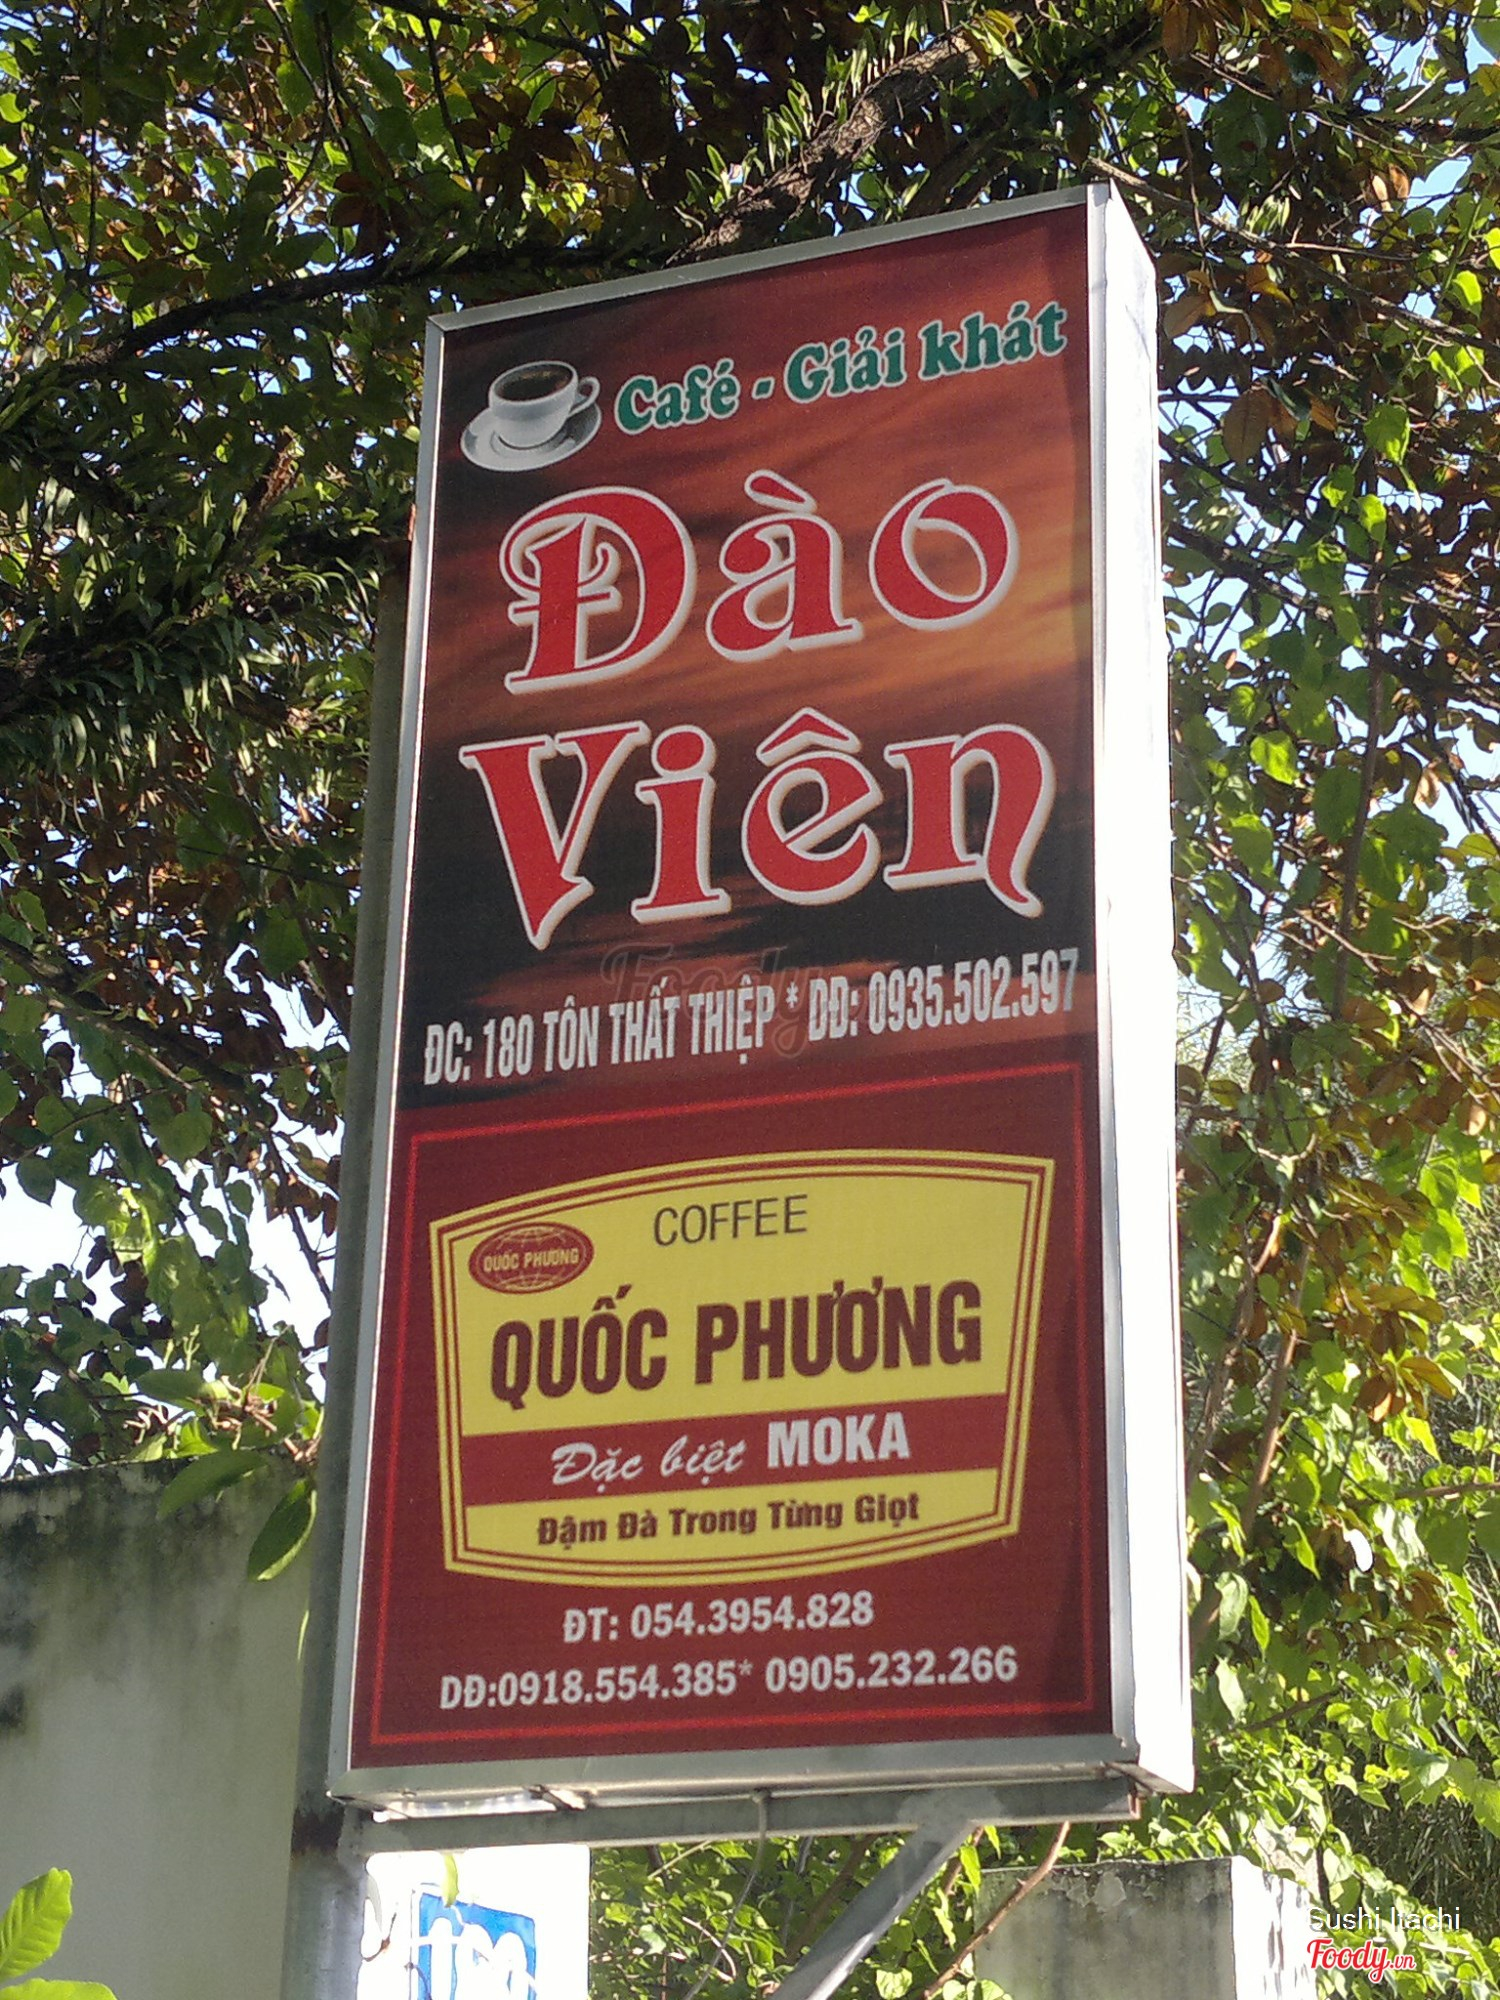 Café - Giải khát
Đào
Viên
ĐC: 180 TÔN THẤT THIỆP * DĐ: 0935.502.597
COFFEE
QUỐC PHƯƠNG
QUỐC PHƯƠNG
Đặc biệt MOKA
Đậm Đà Trong Từng Giọt
ĐT: 054.3954.828
DĐ:0918.554.385* 0905.232.266
Foody
Sushi Itachi
Foody.vn